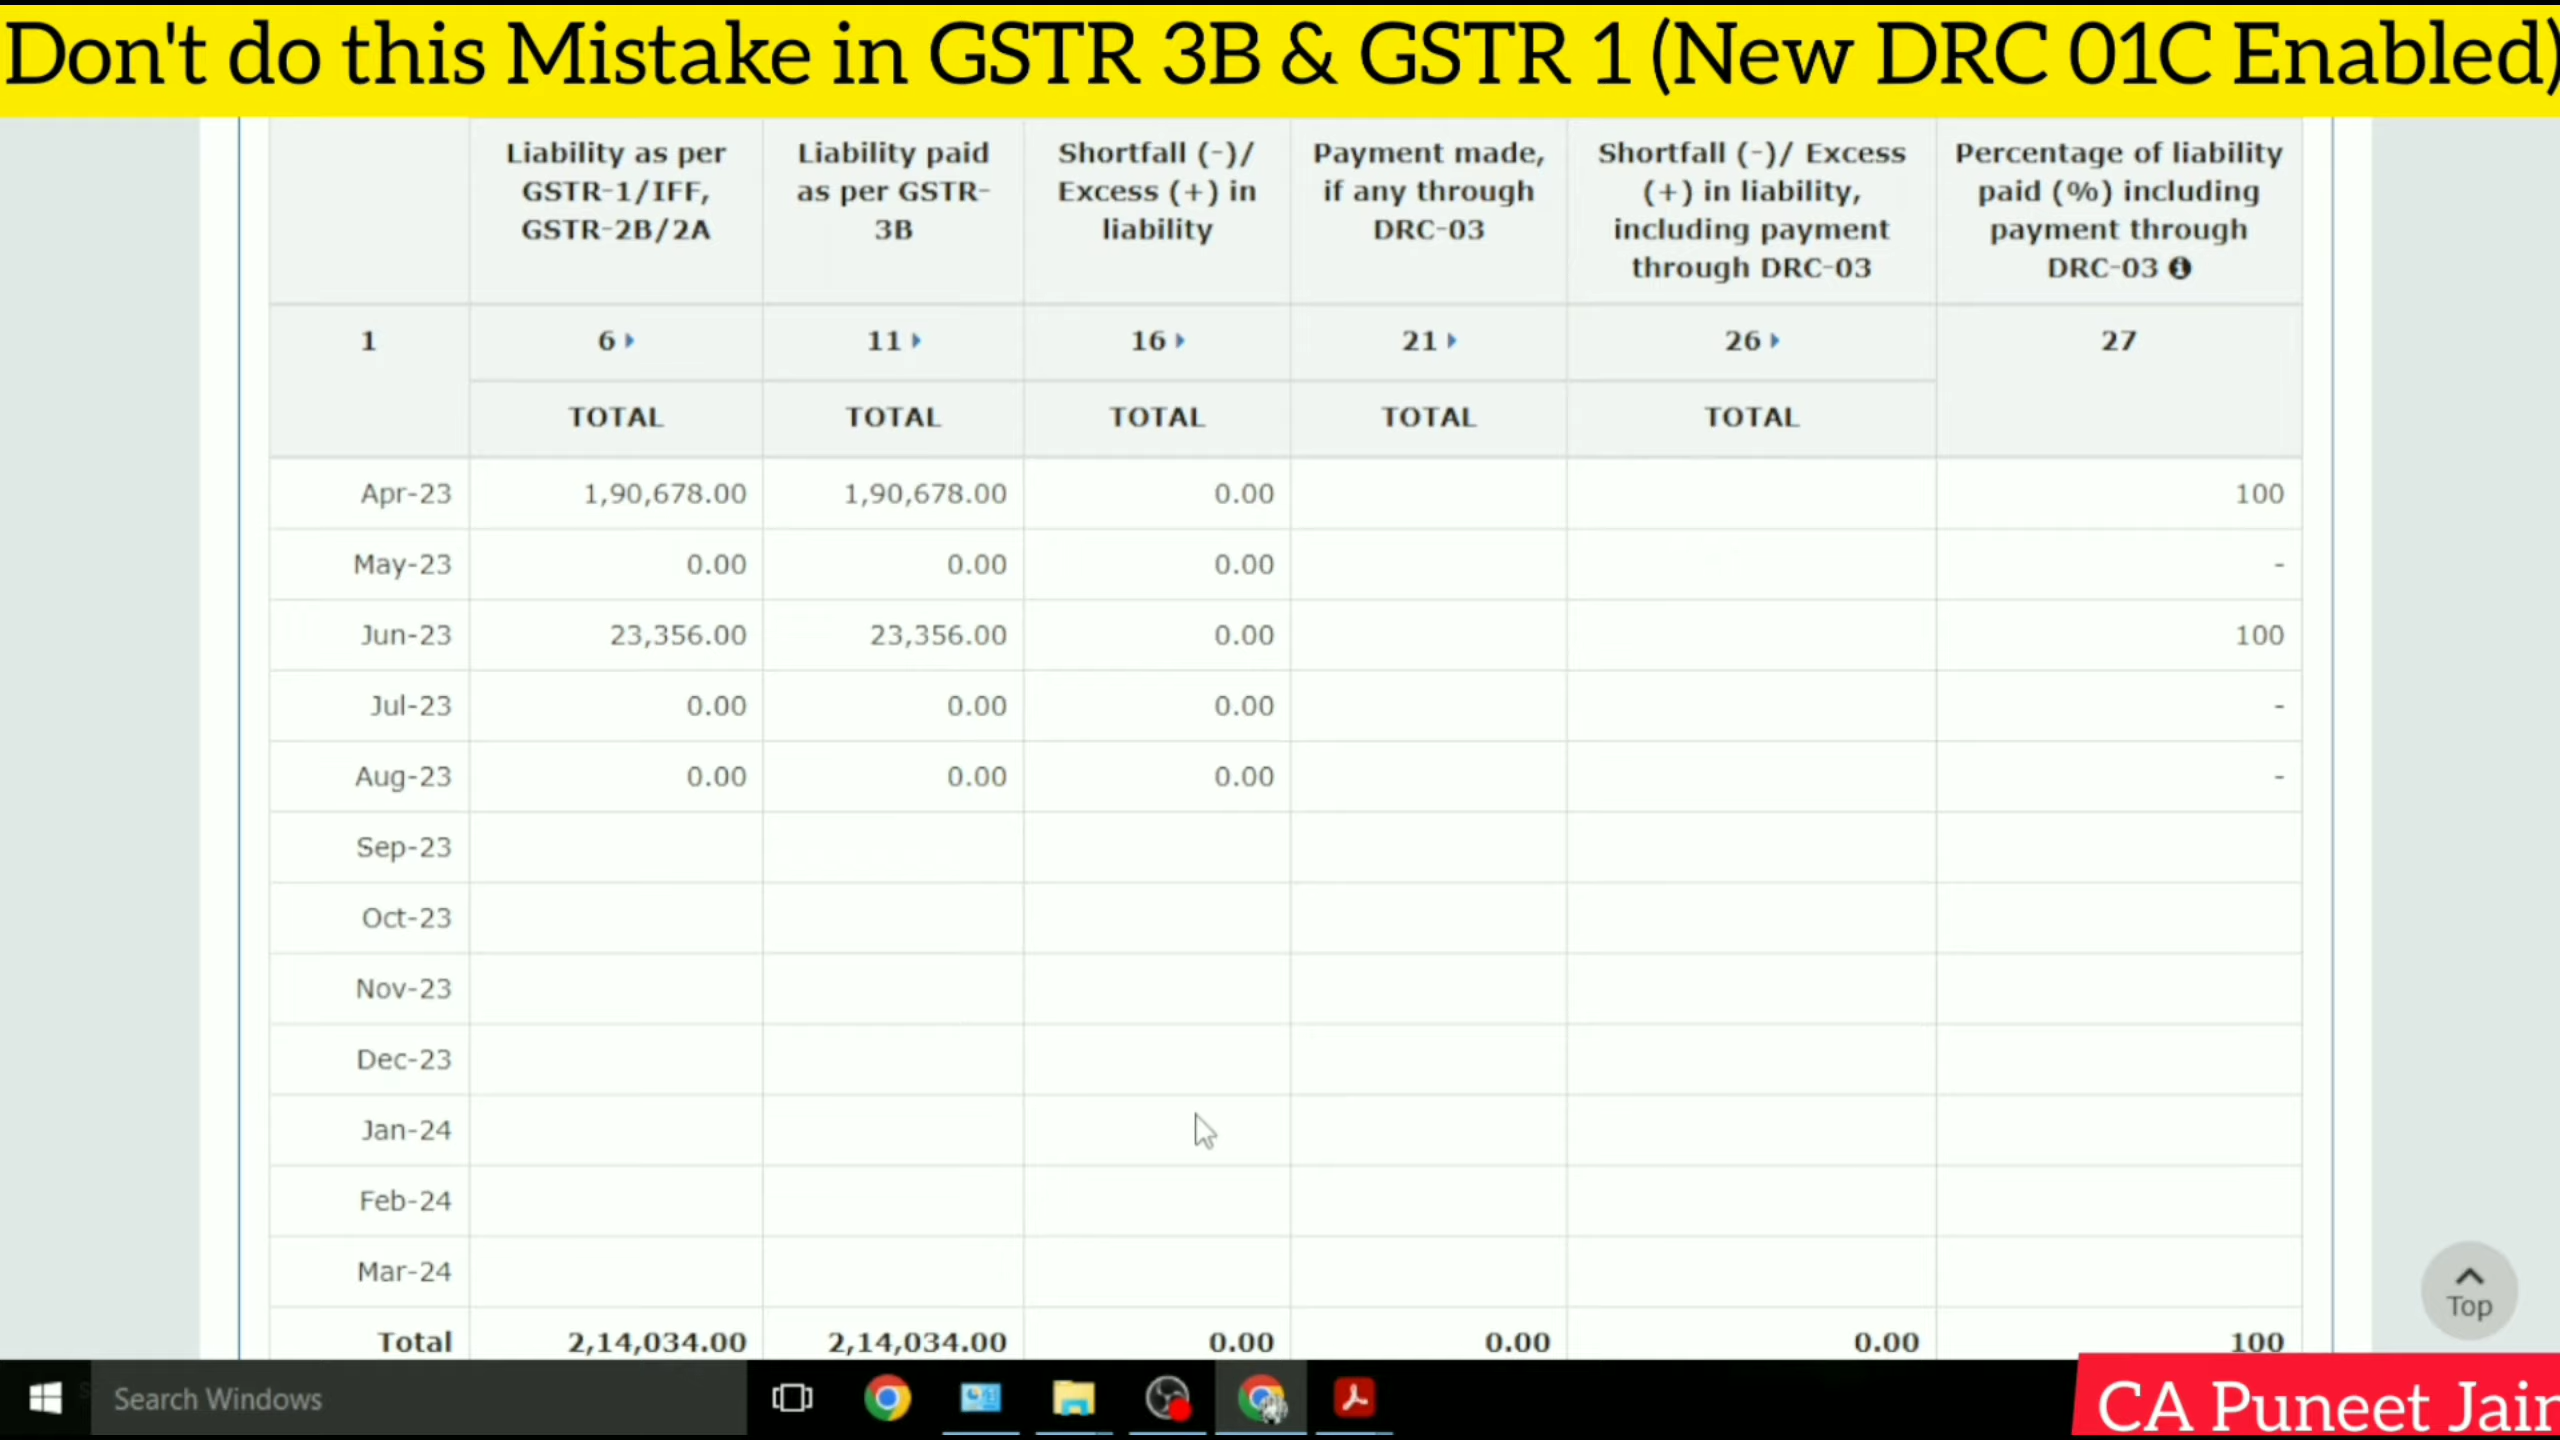 Don't do this Mistake in GSTR 3B & GSTR 1 (New DRC 01C Enabled)
Liability as per GSTR-1/IFF, GSTR-2B/2A
Liability paid as per GSTR-3B
Shortfall (-)/ Excess (+) in liability
Payment made, if any through DRC-03
Shortfall (-)/ Excess (+) in liability, including payment through DRC-03
Percentage of liability paid (%) including payment through DRC-03
1 6 11 16 21 26 27
TOTAL TOTAL TOTAL TOTAL TOTAL
Apr-23 1,90,678.00 1,90,678.00 0.00 100
May-23 0.00 0.00 0.00 -
Jun-23 23,356.00 23,356.00 0.00 100
Jul-23 0.00 0.00 0.00 -
Aug-23 0.00 0.00 0.00 -
Sep-23
Oct-23
Nov-23
Dec-23
Jan-24
Feb-24
Mar-24
Total 2,14,034.00 2,14,034.00 0.00 0.00 0.00 100
Top
Search Windows
CA Puneet Jain